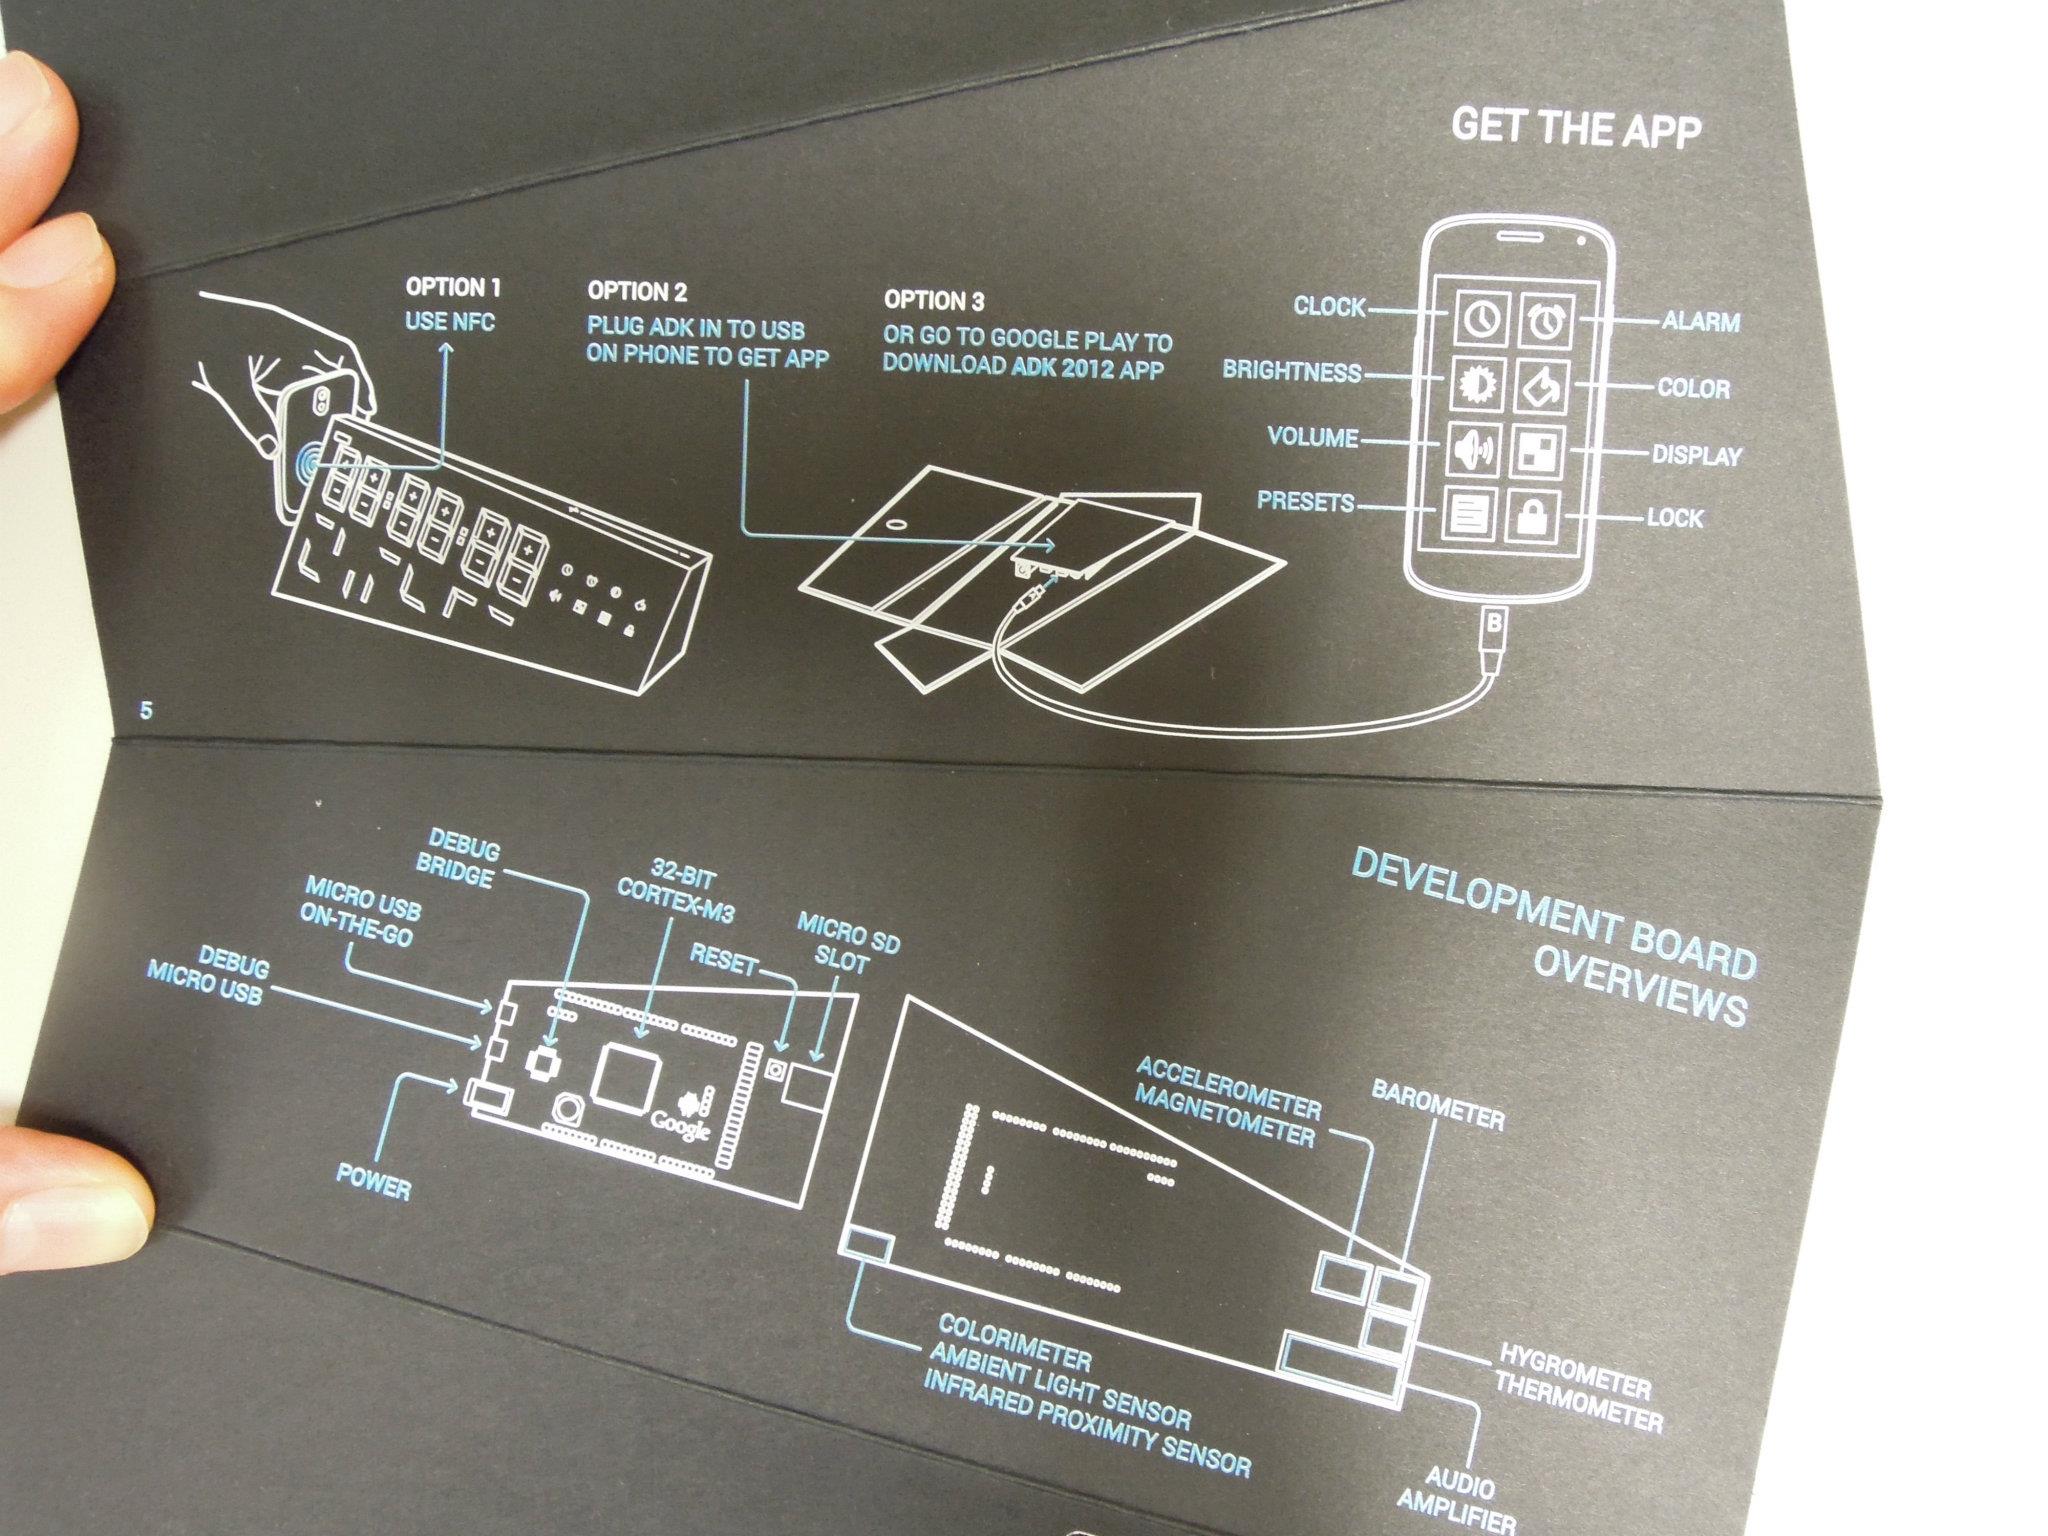 GET THE APP
OPTION 1
USE NFC
OPTION 2
PLUG ADK IN TO USB
ON PHONE TO GET APP
OPTION 3
OR GO TO GOOGLE PLAY TO
DOWNLOAD ADK 2012 APP
CLOCK
ALARM
BRIGHTNESS
COLOR
VOLUME
DISPLAY
PRESETS
LOCK
B
5
DEVELOPMENT BOARD
OVERVIEWS
DEBUG
BRIDGE
32-BIT
CORTEX-M3
MICRO USB
ON-THE-GO
MICRO SD
SLOT
RESET
DEBUG
MICRO USB
POWER
Google
ACCELEROMETER
MAGNETOMETER
BAROMETER
COLORIMETER
AMBIENT LIGHT SENSOR
INFRARED PROXIMITY SENSOR
HYGROMETER
THERMOMETER
AUDIO
AMPLIFIER